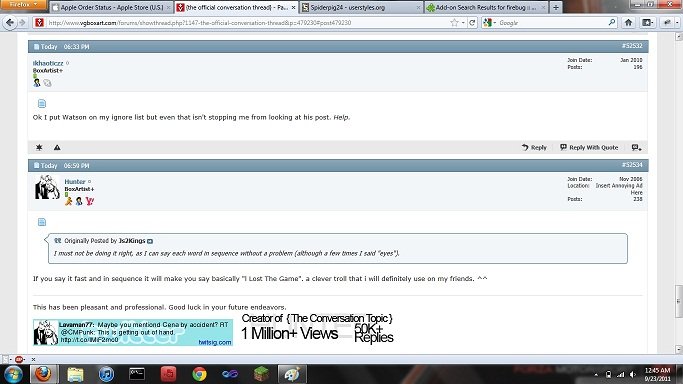 Firefox
Apple Order Status - Apple Store (U.S.)
{the official conversation thread} - Pa...
Spiderpig24 - userstyles.org
Add-on Search Results for firebug :: ...
http://www.vgboxart.com/forums/showthread.php?1147-the-official-conversation-thread&p=479230#post479230
Google
Today 06:33 PM
#52532
ikhaoticzz
BoxArtist+
Join Date: Jan 2010
Posts: 196
Ok I put Watson on my ignore list but even that isn't stopping me from looking at his post. Help.
Reply
Reply With Quote
Today 06:59 PM
#52534
Hunter
BoxArtist+
Join Date: Nov 2006
Location: Insert Annoying Ad
Here
Posts: 238
Originally Posted by Js2Kings
I must not be doing it right, as I can say each word in sequence without a problem (although a few times I said "eyes").
If you say it fast and in sequence it will make you say basically "I Lost The Game". a clever troll that i will definitely use on my friends. ^^
This has been pleasant and professional. Good luck in your future endeavors.
Lavaman77: Maybe you mentiond Cena by accident? RT
@CMPunk: This is getting out of hand.
http://t.co/IMiF2mc0
twitsig.com
Creator of {The Conversation Topic}
1 Million+ Views
50K+
Replies
12:45 AM
9/23/2011